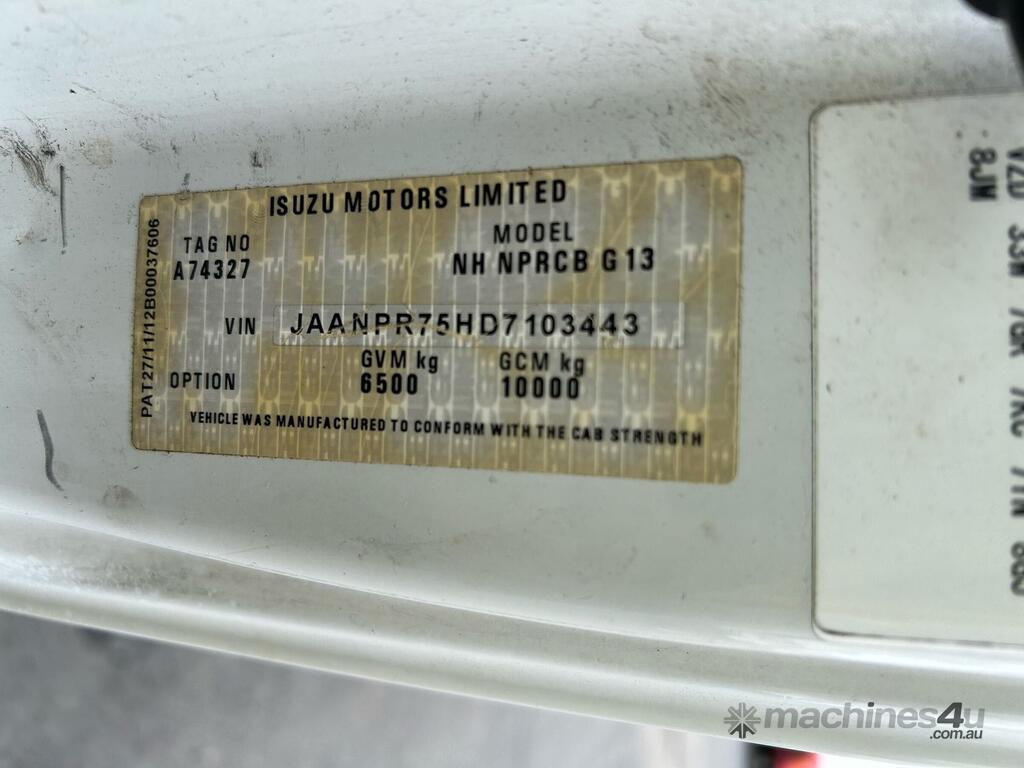 ISUZU MOTORS LIMITED
TAG NO
A74327
MODEL
NH NPRCB G13
VIN JAANPR75HD7103443
OPTION
GVM kg
6500
GCM kg
10000
VEHICLE WAS MANUFACTURED TO CONFORM WITH THE CAB STRENGTH
PAT27/11/12B00037606
8JM
machines4u
.com.au